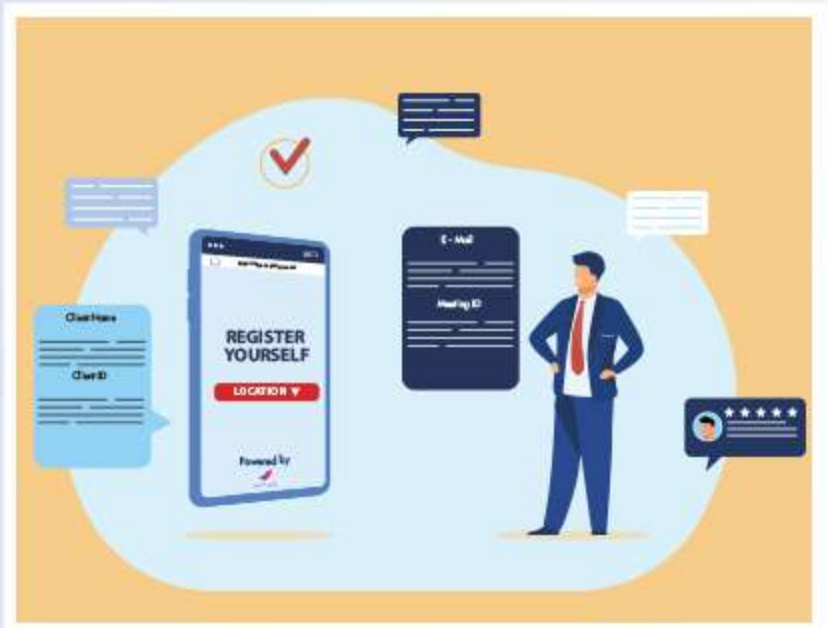 E - Mail
Client Name
Meeting ID
REGISTER
YOURSELF
Client ID
LOCATION ▼
Powered by